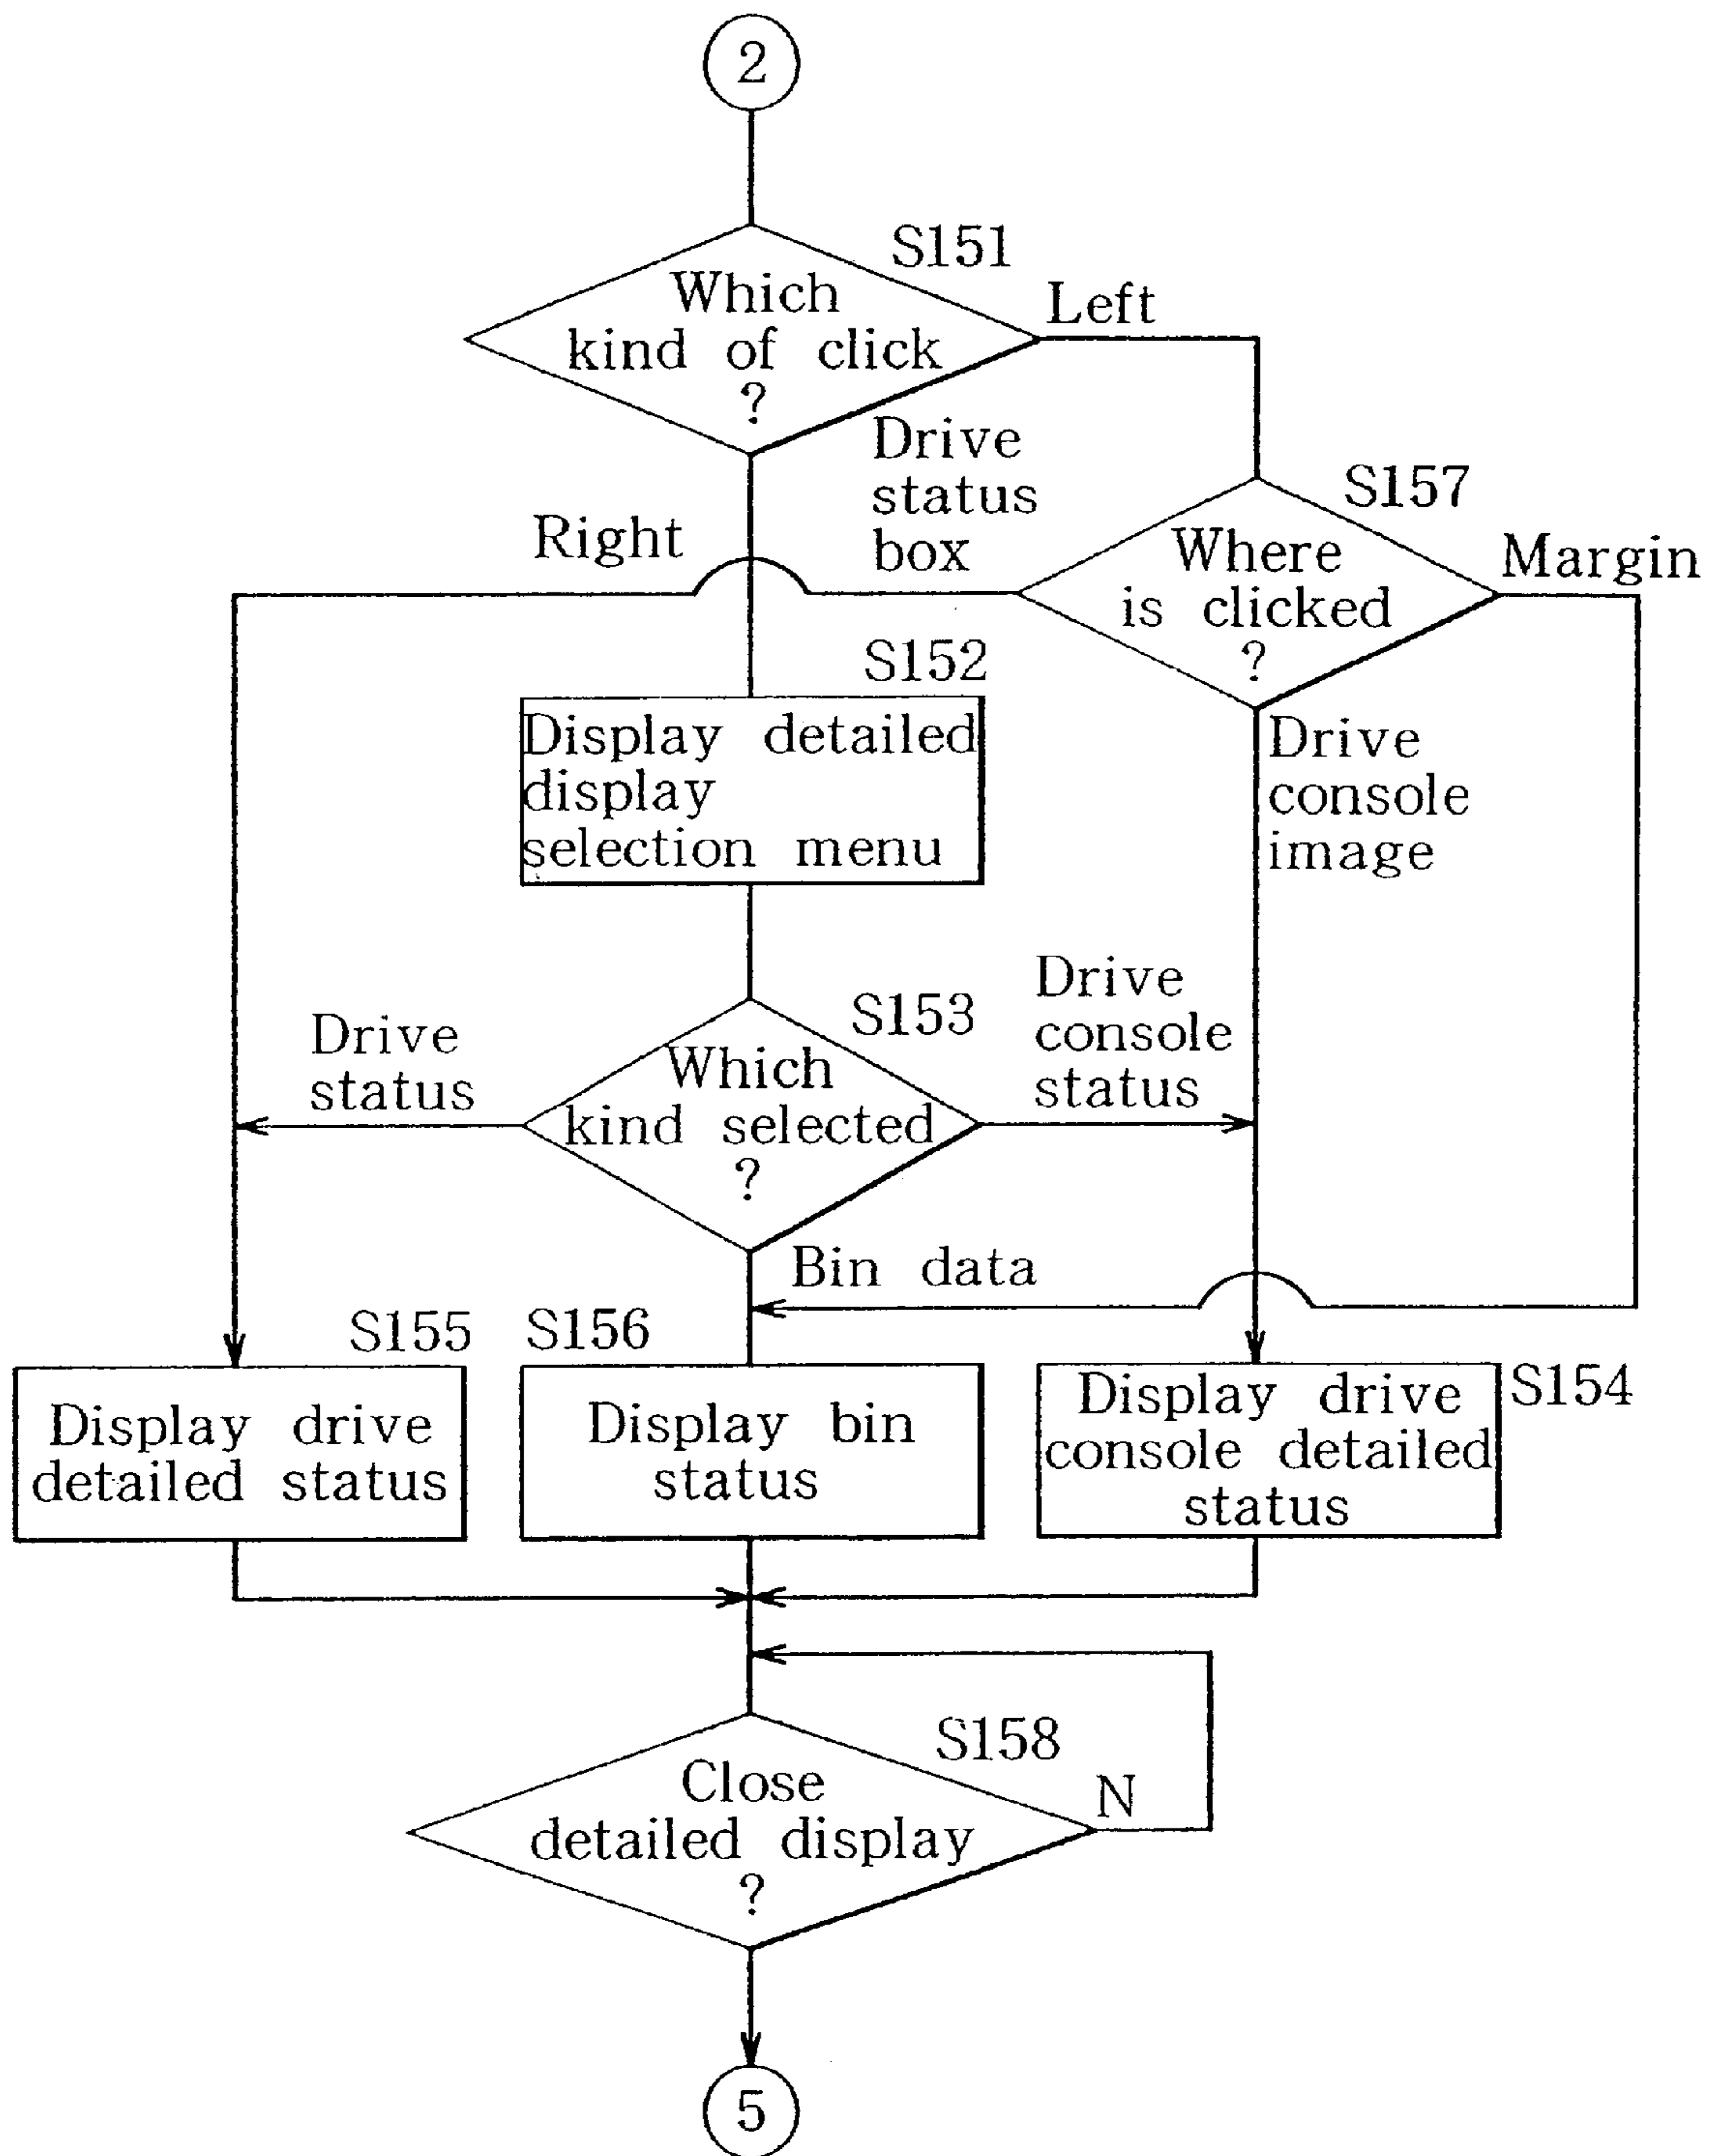 2
S151
Which
kind of click
?
Left
Right
Drive
status
box
S157
Where
is clicked
?
Margin
S152
Display detailed
display
selection menu
Drive
console
image
Drive
status
S153
Which
kind selected
?
Drive
console
status
Bin data
S155
Display drive
detailed status
S156
Display bin
status
S154
Display drive
console detailed
status
S158
Close
detailed display
?
N
5